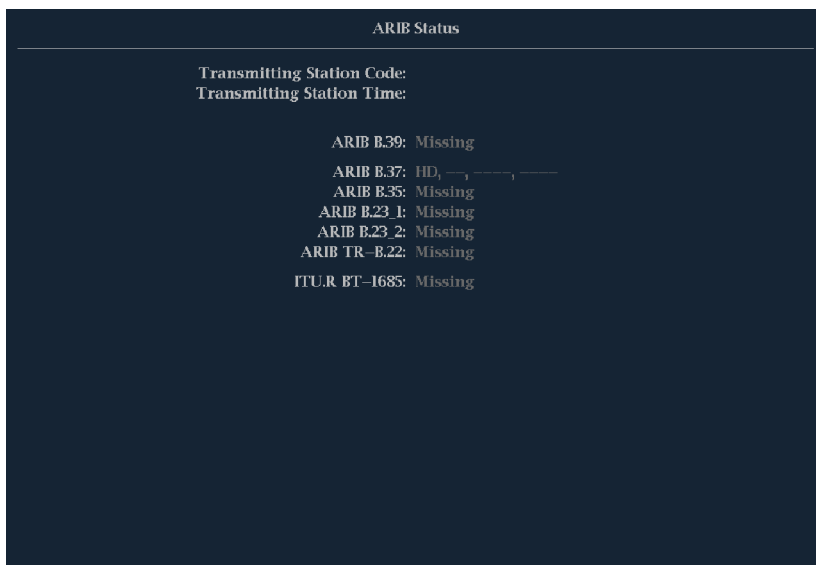 ARIB Status
Transmitting Station Code:
Transmitting Station Time:
ARIB B.39: Missing
ARIB B.37: HD, ––, ––––, ––––
ARIB B.35: Missing
ARIB B.23_1: Missing
ARIB B.23_2: Missing
ARIB TR–B.22: Missing
ITU.R BT–1685: Missing